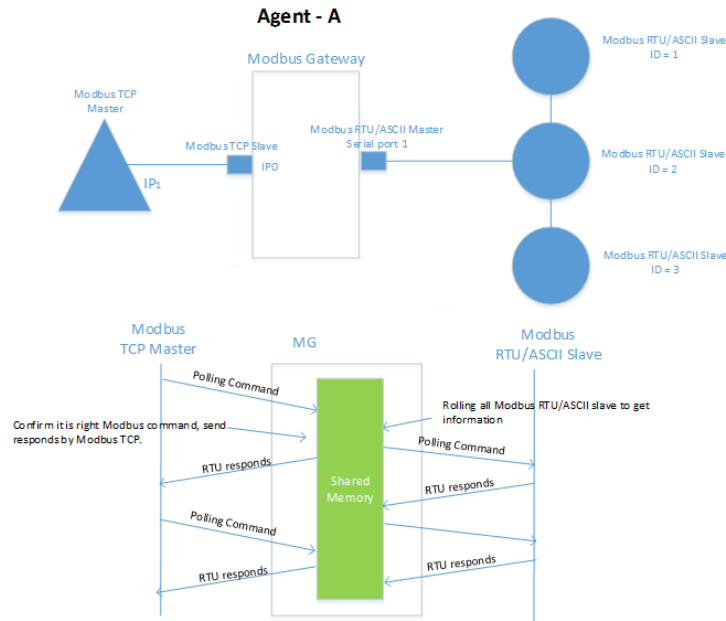 Agent - A
Modbus Gateway
Modbus TCP
Master
IP1
Modbus TCP Slave
IP0
Modbus RTU/ASCII Master
Serial port 1
Modbus RTU/ASCII Slave
ID = 1
Modbus RTU/ASCII Slave
ID = 2
Modbus RTU/ASCII Slave
ID = 3
Modbus
TCP Master
MG
Modbus
RTU/ASCII Slave
Polling Command
Confirm it is right Modbus command, send
responds by Modbus TCP.
Rolling all Modbus RTU/ASCII slave to get
information
Polling Command
RTU responds
Shared
Memory
RTU responds
Polling Command
RTU responds
RTU responds